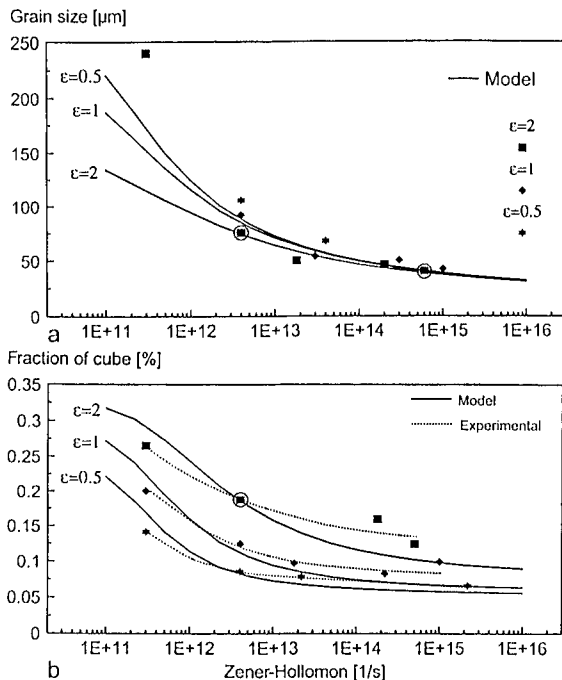 Grain size [µm]
250
200
150
100
50
0
ε=0.5
ε=1
ε=2
Model
ε=2
ε=1
ε=0.5
1E+11 1E+12 1E+13 1E+14 1E+15 1E+16
a
Fraction of cube [%]
0.35
0.3
0.25
0.2
0.15
0.1
0.05
0
ε=2
ε=1
ε=0.5
Model
Experimental
1E+11 1E+12 1E+13 1E+14 1E+15 1E+16
b
Zener-Hollomon [1/s]